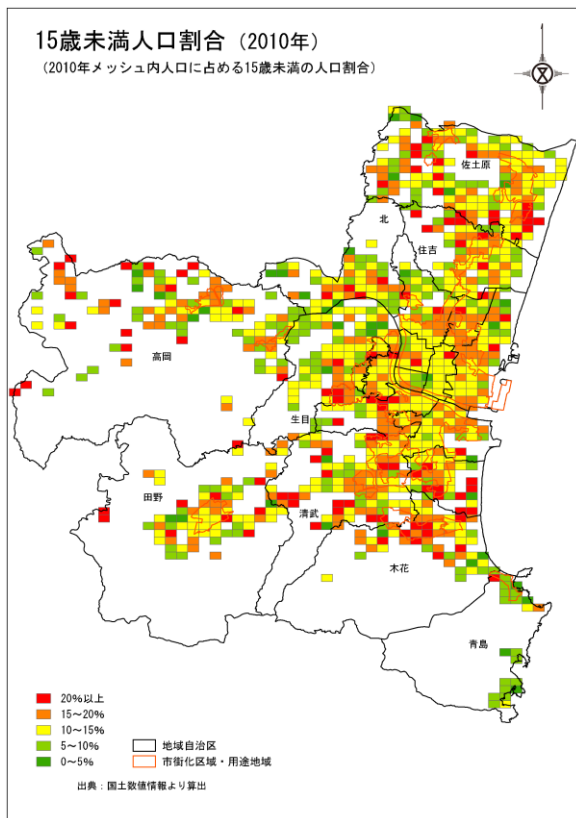 15歳未満人口割合（2010年）
（2010年メッシュ内人口に占める15歳未満の人口割合）
佐土原
北
住吉
高岡
生目
田野
清武
木花
青島
20%以上
15～20%
10～15%
5～10%
0～5%
地域自治区
市街化区域・用途地域
出典：国土数値情報より算出